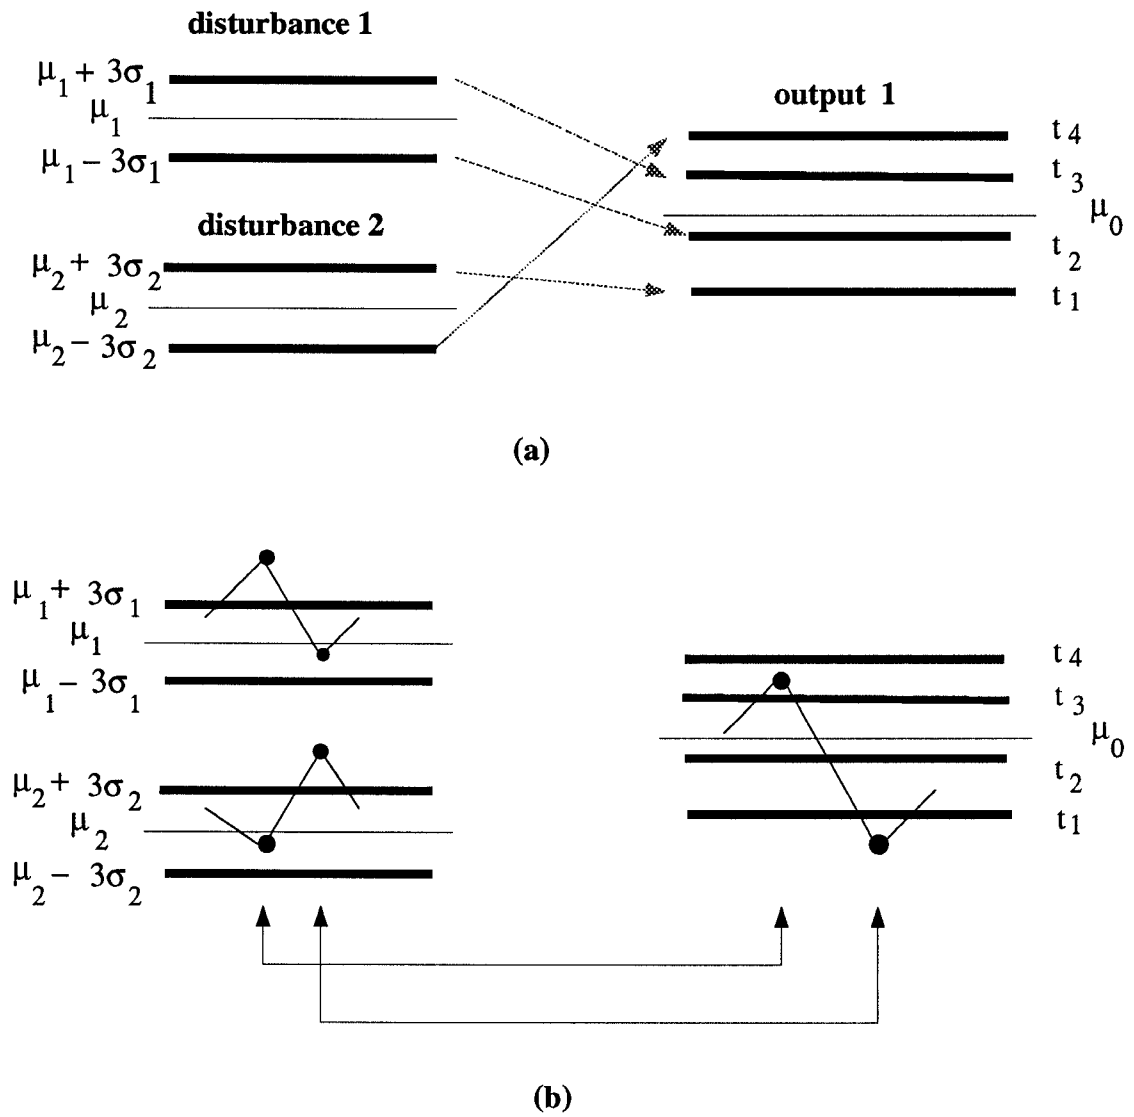 disturbance 1
μ1 + 3σ1
μ1
μ1 − 3σ1
disturbance 2
μ2 + 3σ2
μ2
μ2 − 3σ2
output 1
t4
t3
μ0
t2
t1
(a)
μ1 + 3σ1
μ1
μ1 − 3σ1
μ2 + 3σ2
μ2
μ2 − 3σ2
t4
t3
μ0
t2
t1
(b)